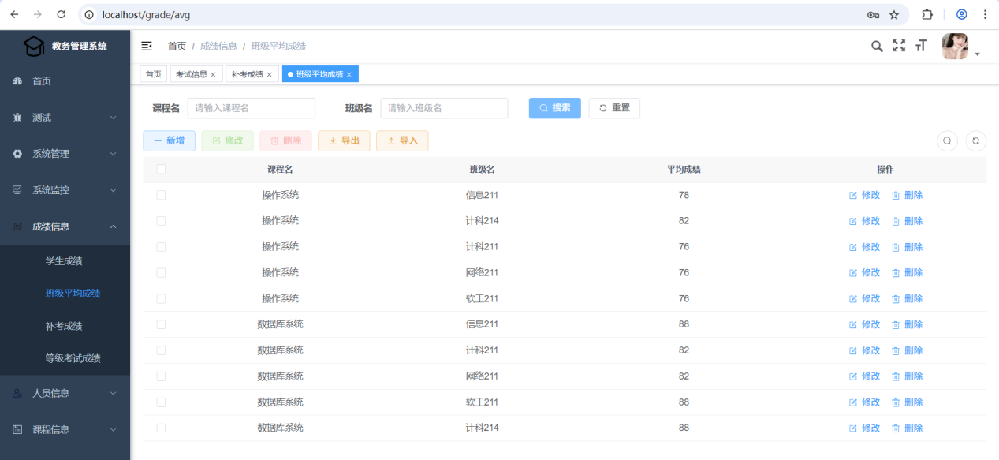 localhost/grade/avg
教务管理系统
首页 / 成绩信息 / 班级平均成绩
首页
测试
系统管理
系统监控
成绩信息
学生成绩
班级平均成绩
补考成绩
等级考试成绩
人员信息
课程信息
首页 考试信息 × 补考成绩 × 班级平均成绩 ×
课程名 请输入课程名 班级名 请输入班级名 搜索 重置
新增 修改 删除 导出 导入
课程名 班级名 平均成绩 操作
操作系统 信息211 78 修改 删除
操作系统 计科214 82 修改 删除
操作系统 计科211 76 修改 删除
操作系统 网络211 76 修改 删除
操作系统 软工211 76 修改 删除
数据库系统 信息211 88 修改 删除
数据库系统 计科211 82 修改 删除
数据库系统 网络211 82 修改 删除
数据库系统 软工211 88 修改 删除
数据库系统 计科214 88 修改 删除